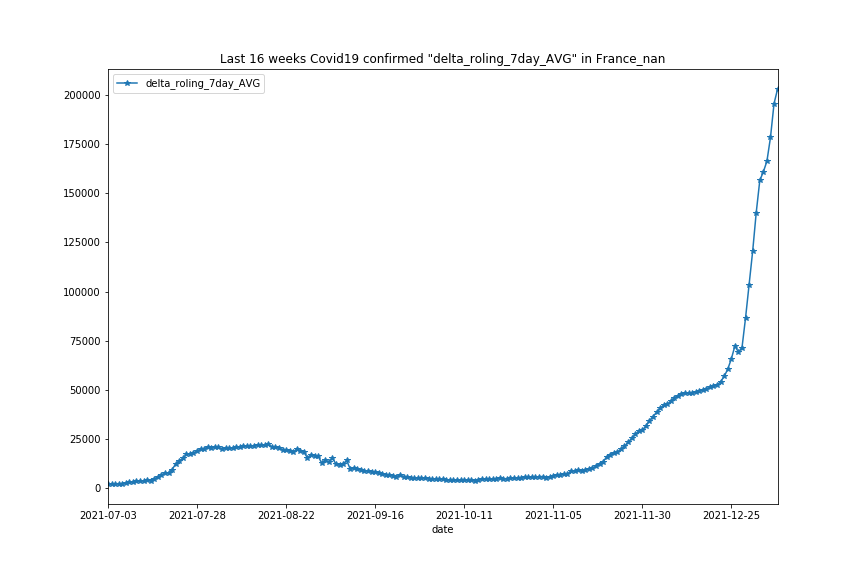 Last 16 weeks Covid19 confirmed "delta_roling_7day_AVG" in France_nan
delta_roling_7day_AVG
200000
175000
150000
125000
100000
75000
50000
25000
0
2021-07-03 2021-07-28 2021-08-22 2021-09-16 2021-10-11 2021-11-05 2021-11-30 2021-12-25
date